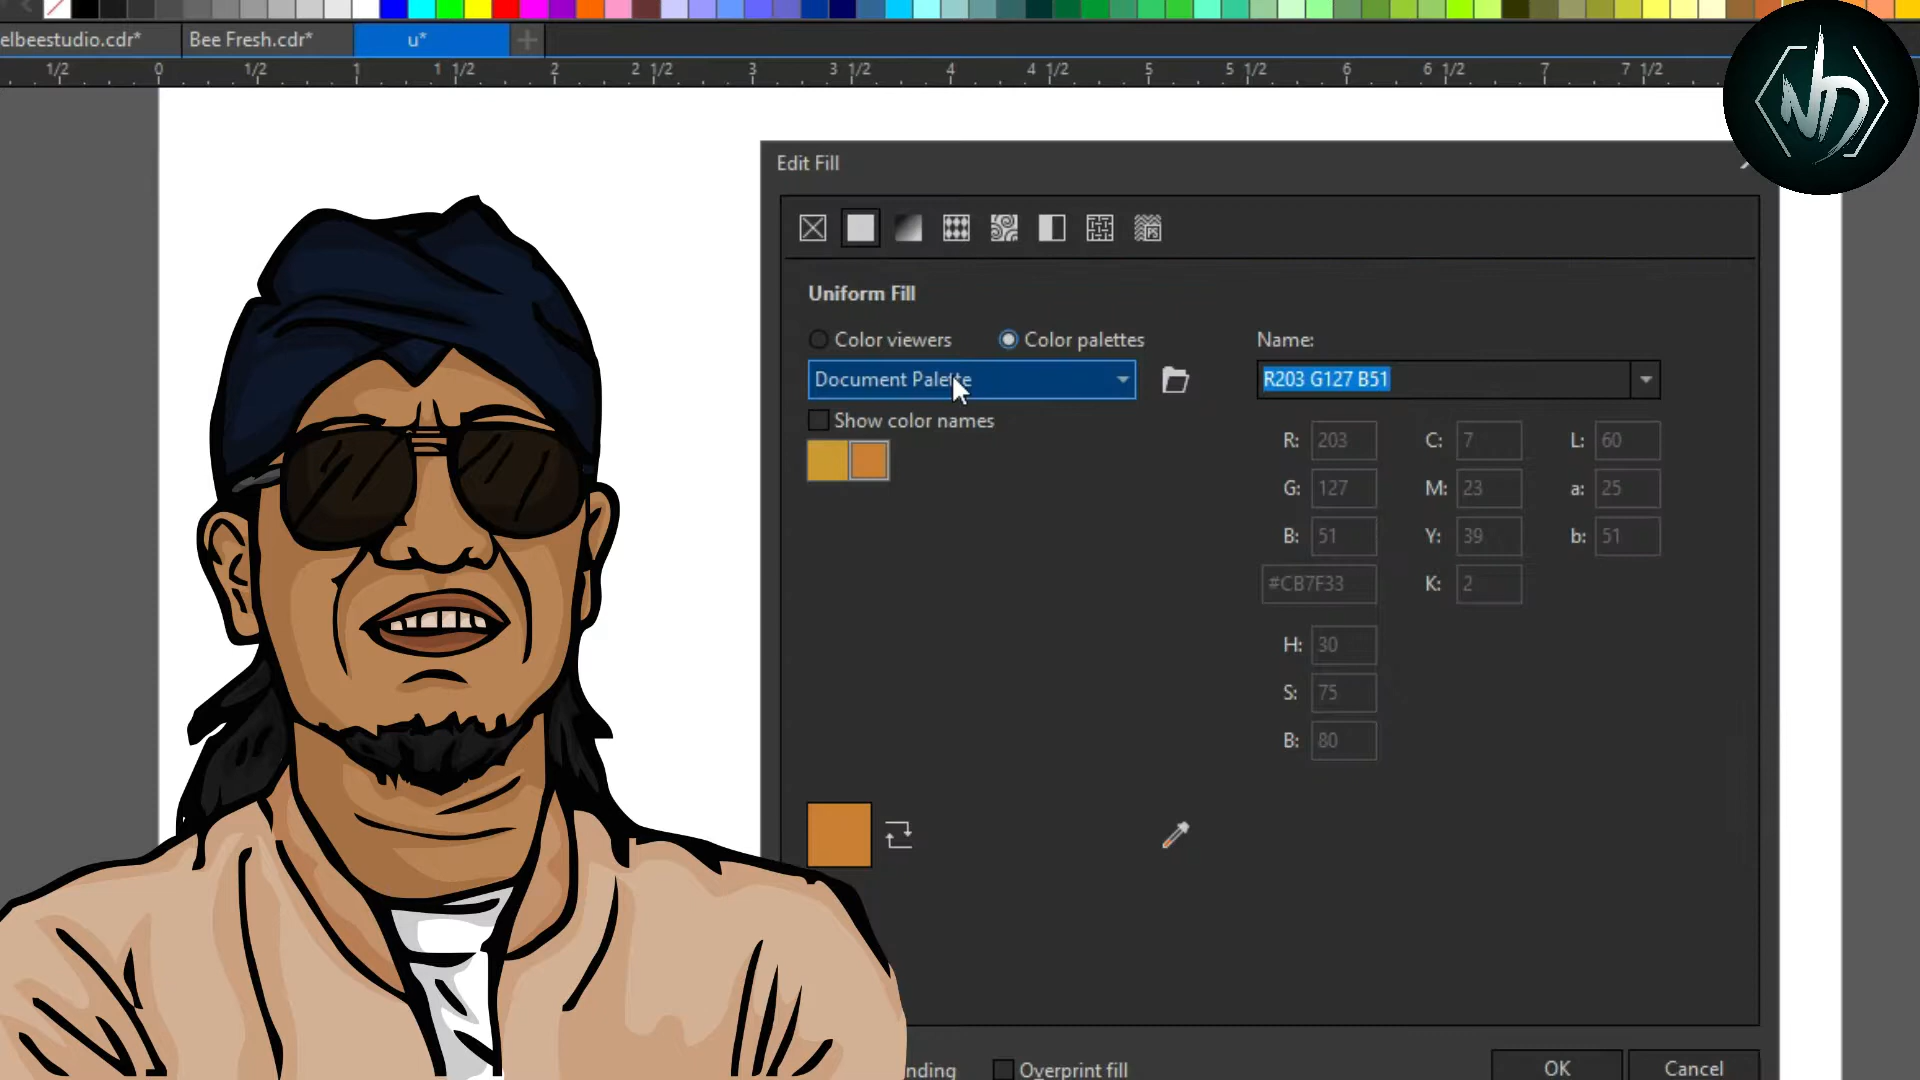 elbeestudio.cdr*
Bee Fresh.cdr*
u*
1/2 0 1/2 1 1 1/2 2 2 1/2 3 3 1/2 4 4 1/2 5 5 1/2 6 6 1/2 7 7 1/2
ND
Edit Fill
PS
Uniform Fill
Color viewers
Color palettes
Name:
Document Palette
R203 G127 B51
Show color names
R: 203 C: 7 L: 60
G: 127 M: 23 a: 25
B: 51 Y: 39 b: 51
#CB7F33 K: 2
H: 30
S: 75
B: 80
nding
Overprint fill
OK
Cancel